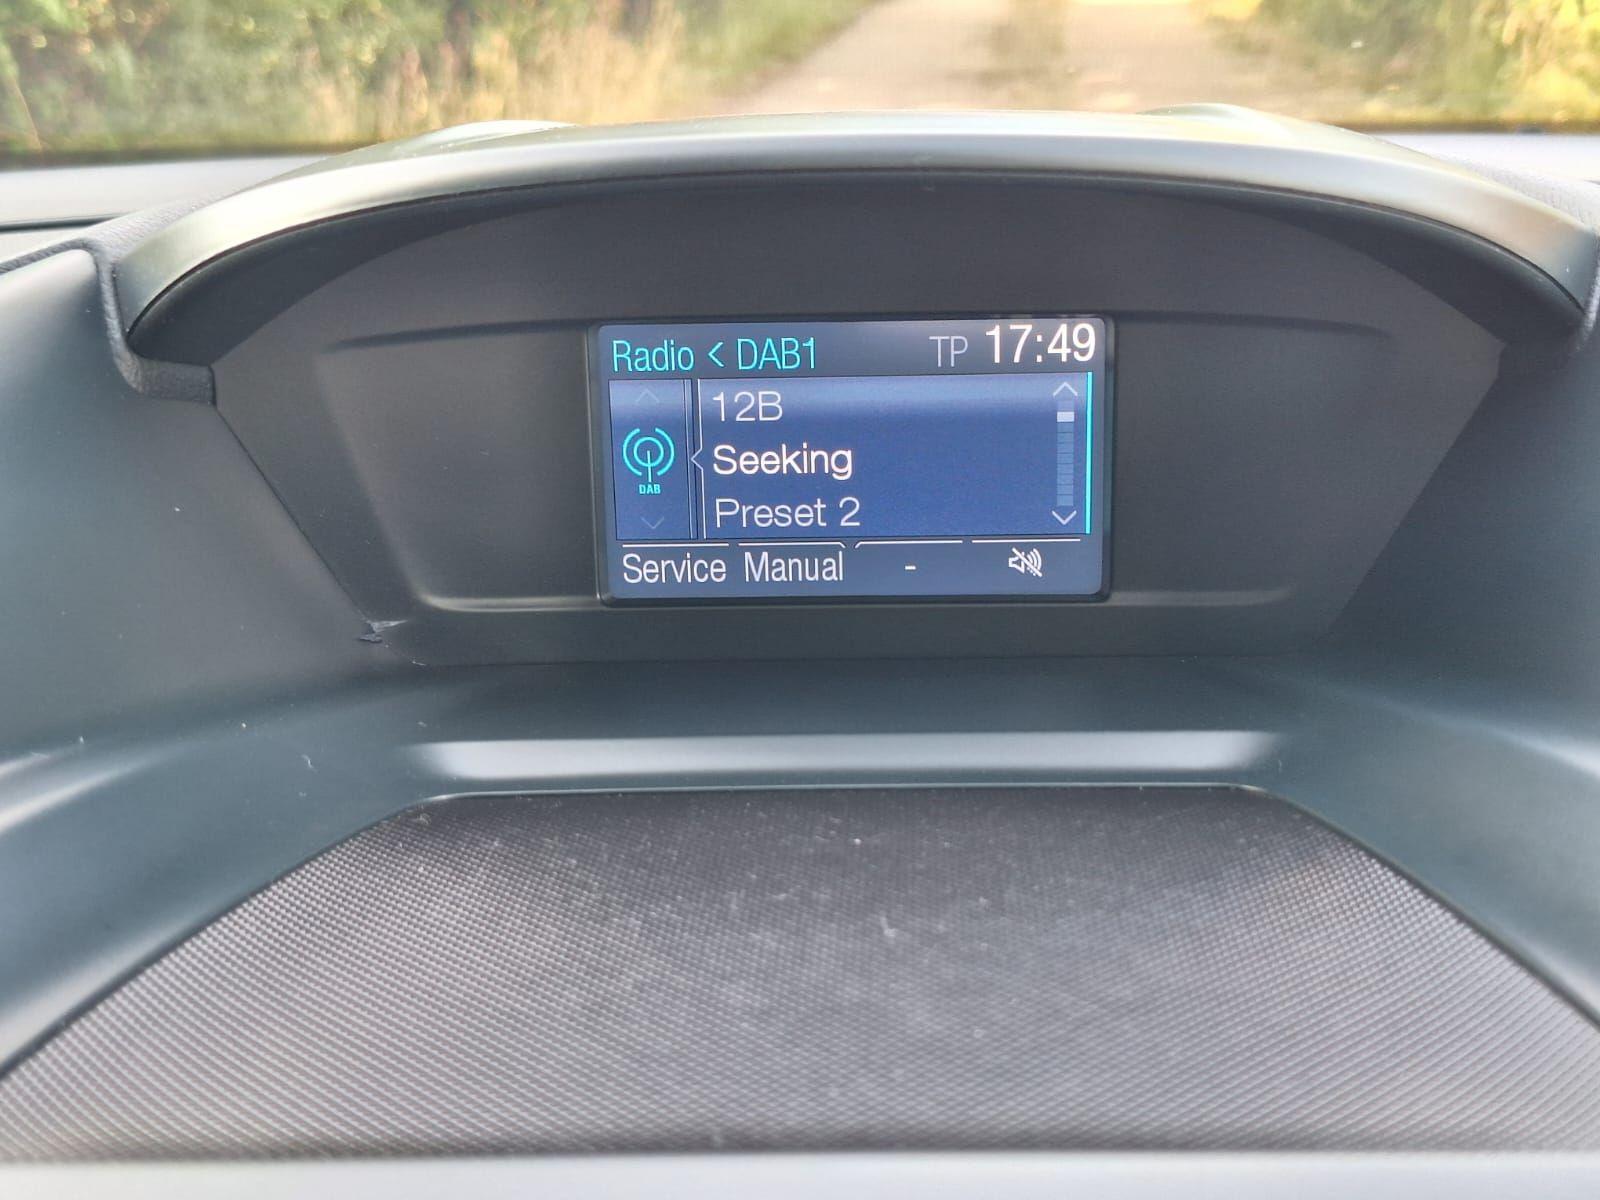 Radio < DAB1 TP 17:49
12B
Seeking
DAB
Preset 2
Service Manual -